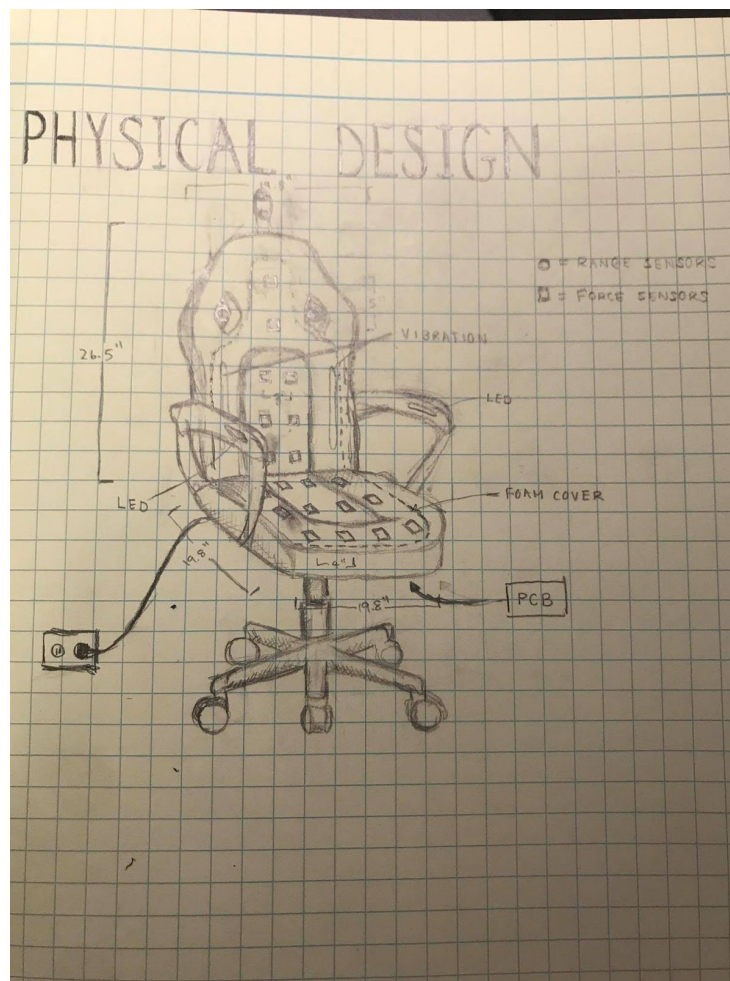 PHYSICAL DESIGN
○ = RANGE SENSORS
□ = FORCE SENSORS
5"
VIBRATION
26.5"
LED
FOAM COVER
LED
19.8"
4"
19.8"
PCB